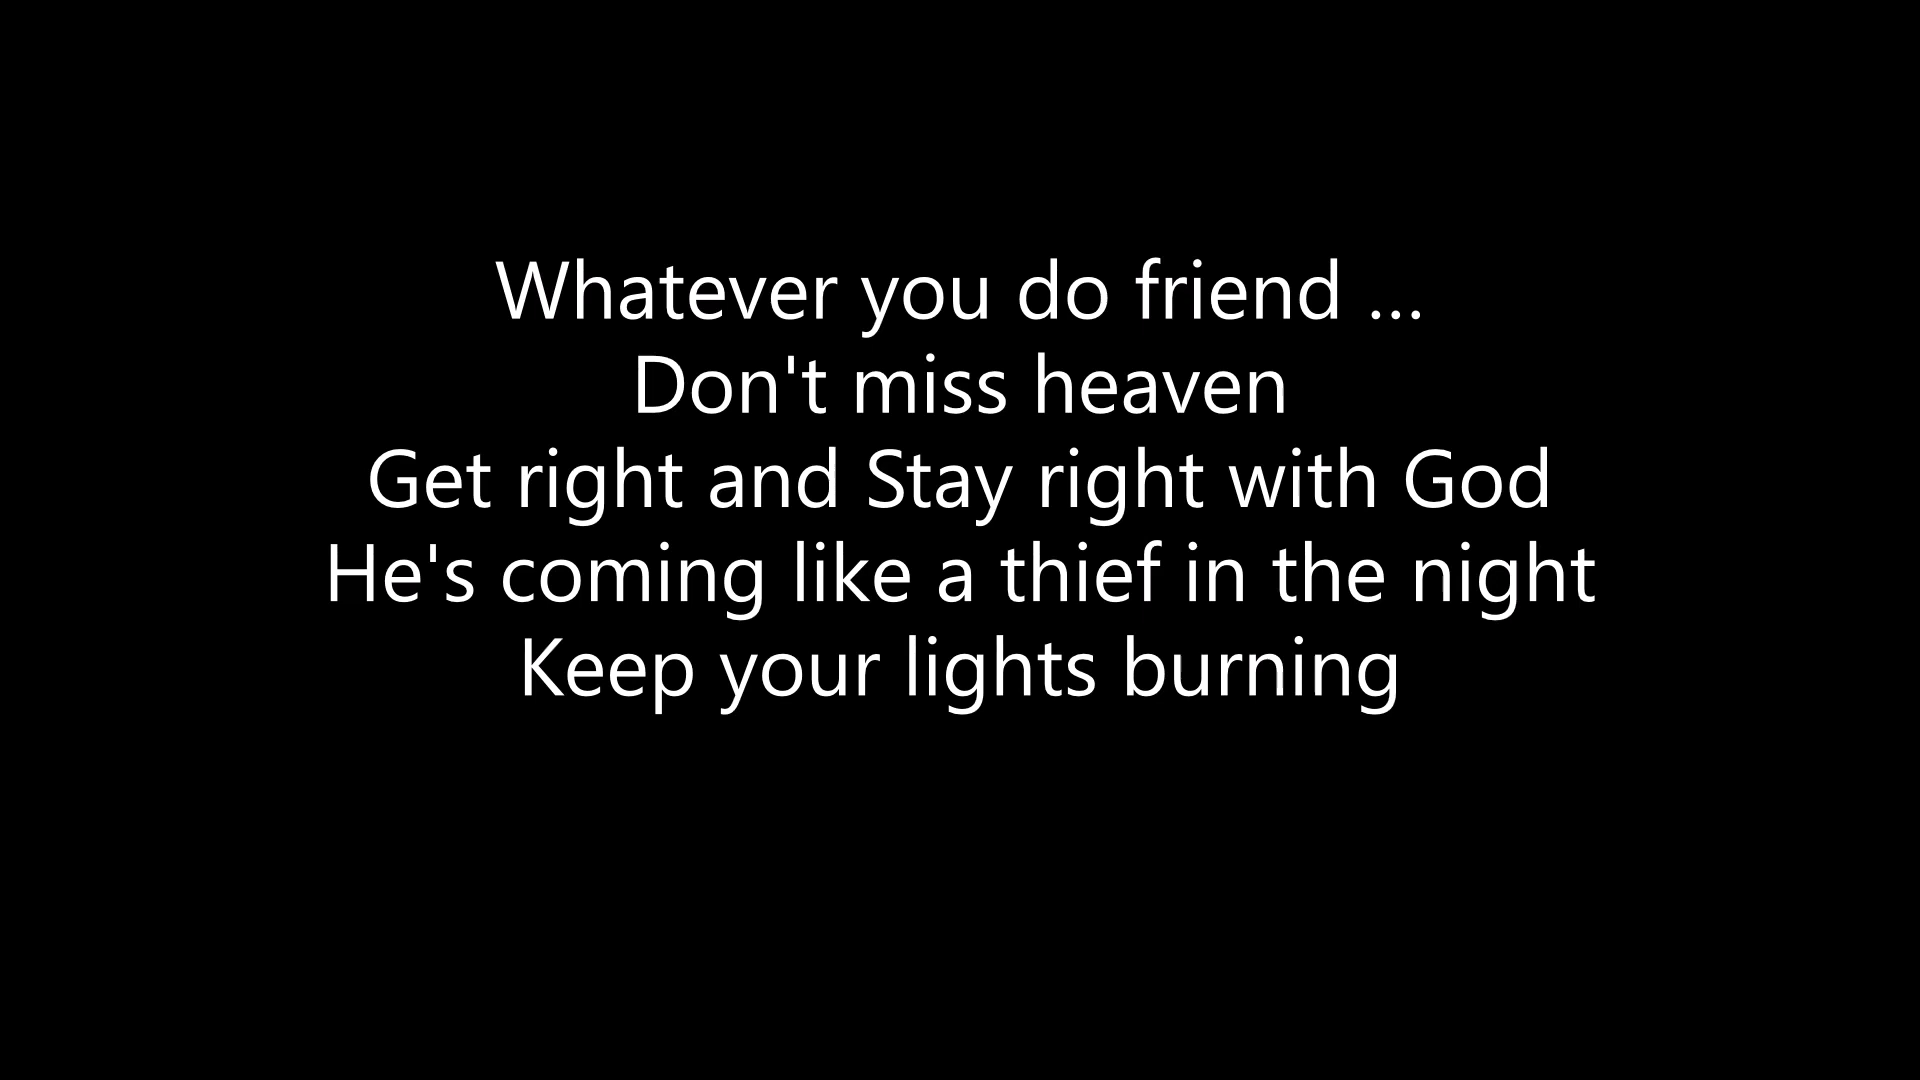 Whatever you do friend ...
Don't miss heaven
Get right and Stay right with God
He's coming like a thief in the night
Keep your lights burning